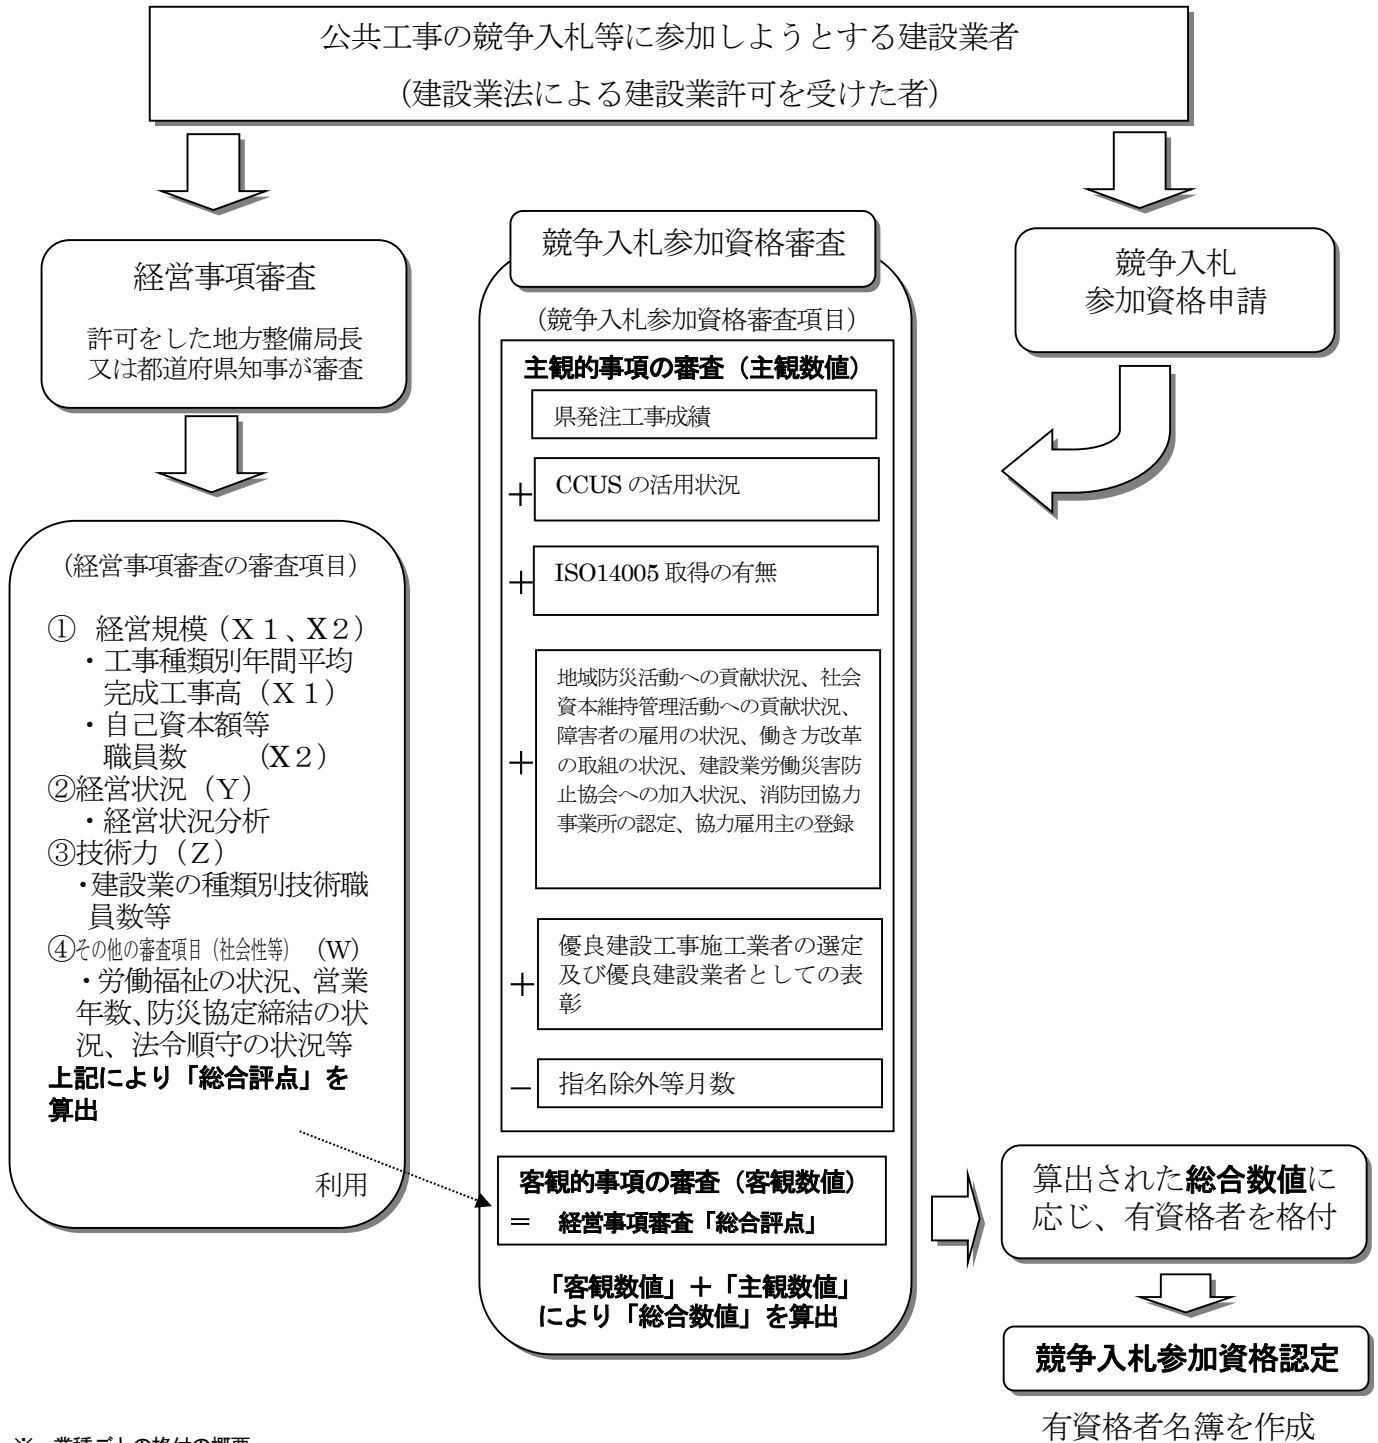 公共工事の競争入札等に参加しようとする建設業者
(建設業法による建設業許可を受けた者)
経営事項審査
許可をした地方整備局長
又は都道府県知事が審査
(経営事項審査の審査項目)
① 経営規模(X1、X2)
・工事種類別年間平均
完成工事高(X1)
・自己資本額等
職員数 (X2)
②経営状況(Y)
・経営状況分析
③技術力(Z)
・建設業の種類別技術職
員数等
④その他の審査項目(社会性等) (W)
・労働福祉の状況、営業
年数、防災協定締結の状
況、法令順守の状況等
上記により「総合評点」を
算出
利用
競争入札参加資格審査
(競争入札参加資格審査項目)
主観的事項の審査(主観数値)
県発注工事成績
+ CCUS の活用状況
+ ISO14005 取得の有無
地域防災活動への貢献状況、社会
資本維持管理活動への貢献状況、
障害者の雇用の状況、働き方改革
+ の取組の状況、建設業労働災害防
止協会への加入状況、消防団協力
事業所の認定、協力雇用主の登録
優良建設工事施工業者の選定
+ 及び優良建設業者としての表
彰
- 指名除外等月数
客観的事項の審査(客観数値)
= 経営事項審査「総合評点」
「客観数値」+「主観数値」
により「総合数値」を算出
競争入札
参加資格申請
算出された総合数値に
応じ、有資格者を格付
競争入札参加資格認定
有資格者名簿を作成
※ 業種ごとの格付の概要